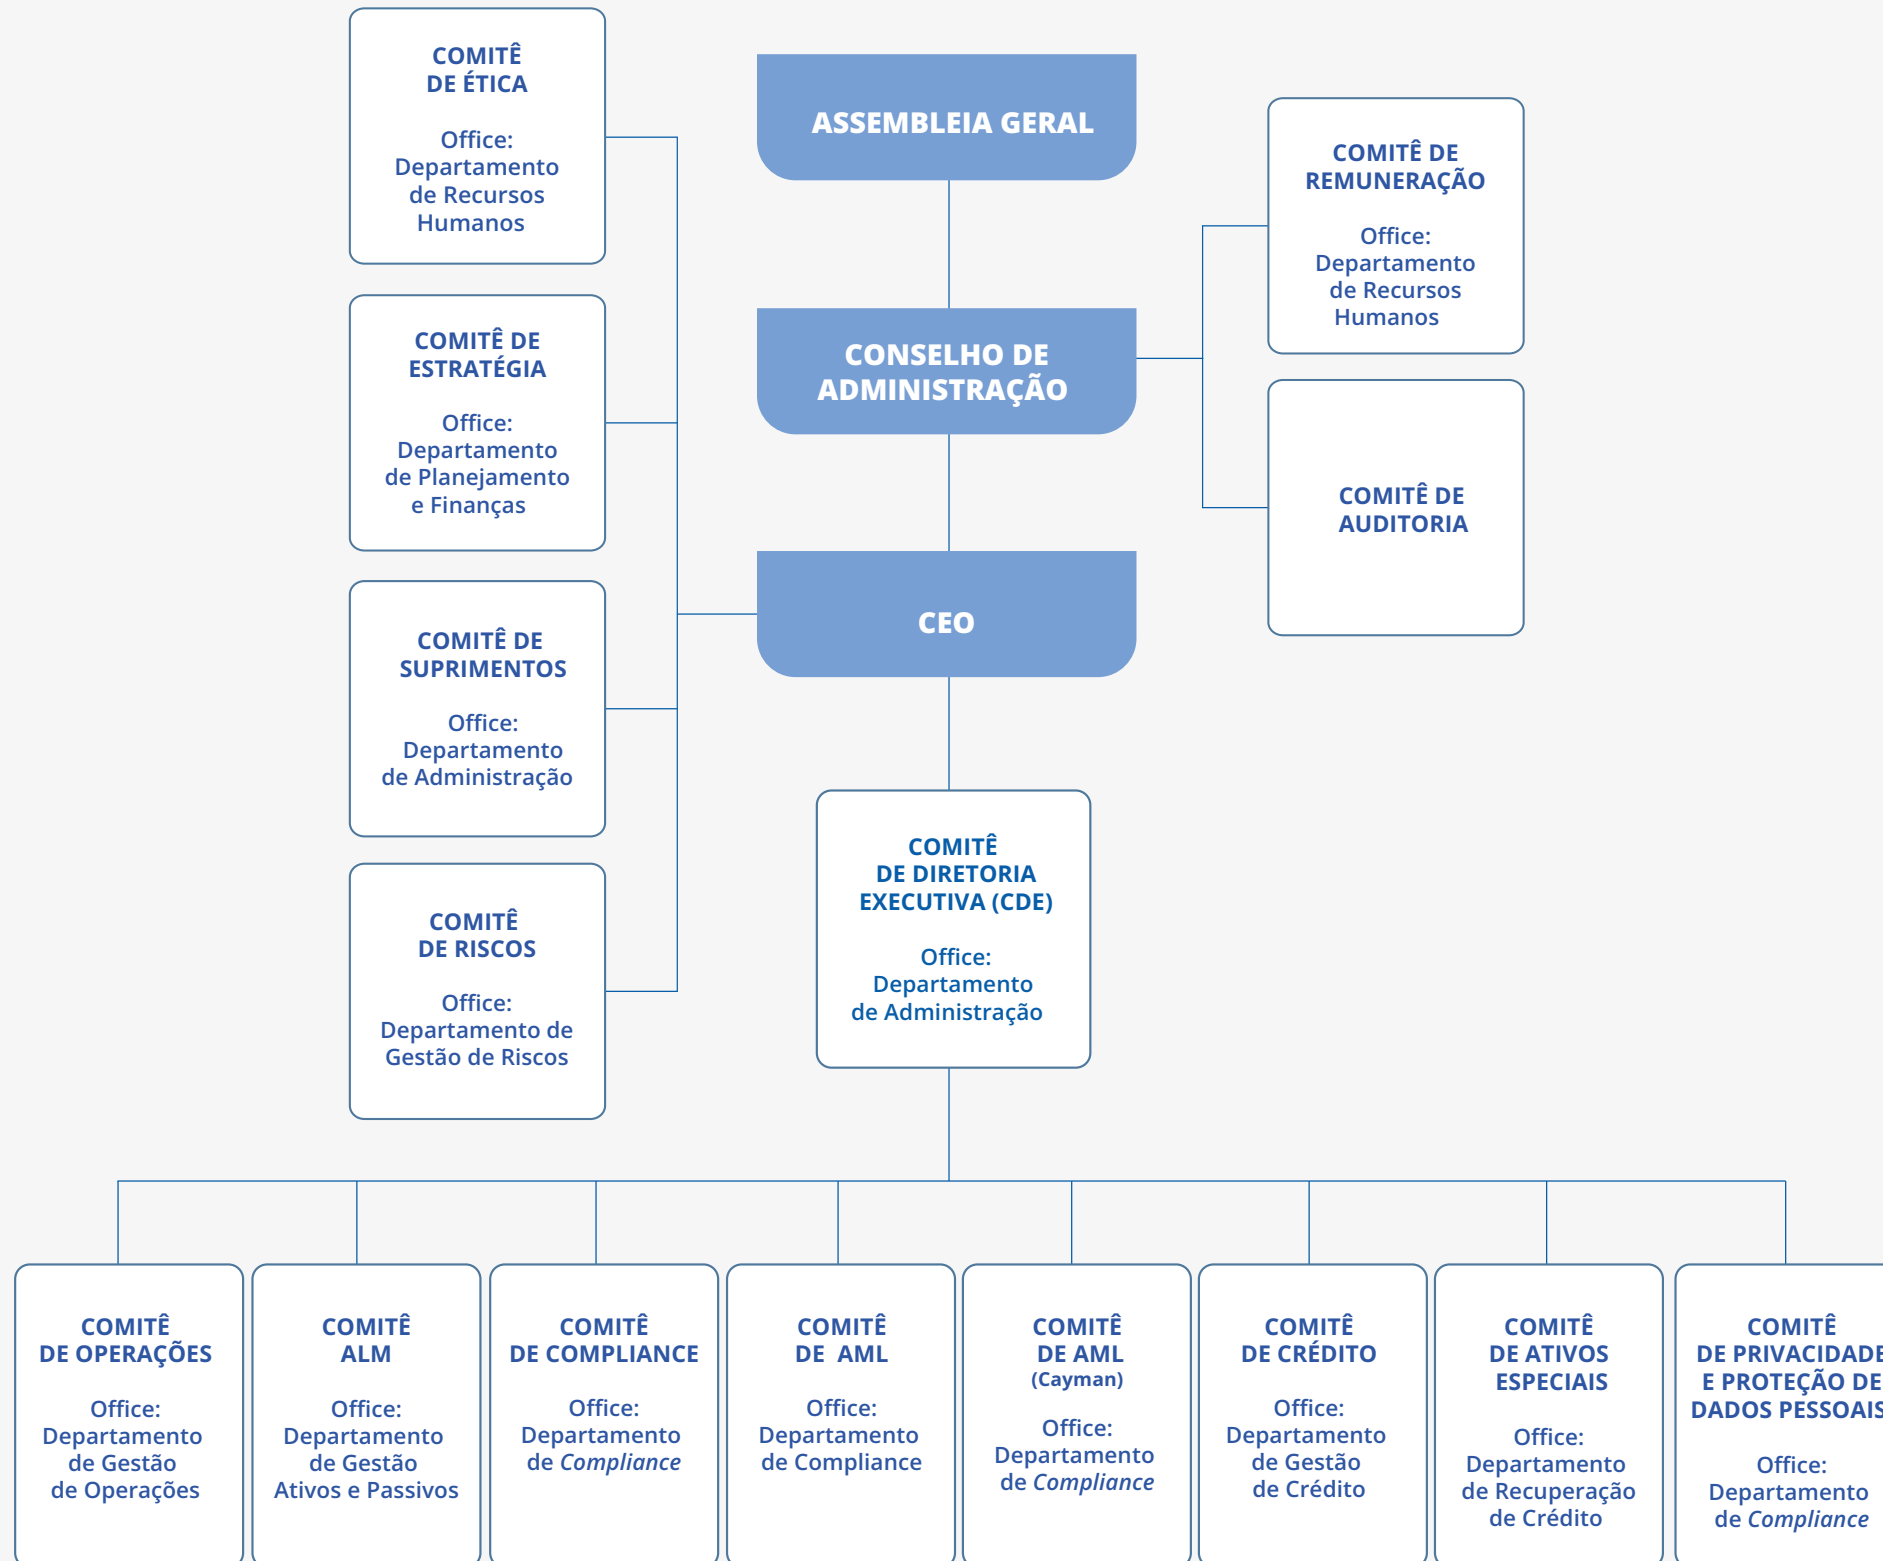 COMITÊ
DE ÉTICA
Office:
Departamento
de Recursos
Humanos
ASSEMBLEIA GERAL
COMITÊ DE
REMUNERAÇÃO
Office:
Departamento
de Recursos
Humanos
COMITÊ DE
ESTRATÉGIA
Office:
Departamento
de Planejamento
e Finanças
CONSELHO DE
ADMINISTRAÇÃO
COMITÊ DE
AUDITORIA
COMITÊ DE
SUPRIMENTOS
Office:
Departamento
de Administração
CEO
COMITÊ
DE RISCOS
Office:
Departamento de
Gestão de Riscos
COMITÊ
DE DIRETORIA
EXECUTIVA (CDE)
Office:
Departamento
de Administração
COMITÊ
DE OPERAÇÕES
Office:
Departamento
de Gestão
de Operações
COMITÊ
ALM
Office:
Departamento
de Gestão
Ativos e Passivos
COMITÊ
DE COMPLIANCE
Office:
Departamento
de Compliance
COMITÊ
DE AML
Office:
Departamento
de Compliance
COMITÊ
DE AML
(Cayman)
Office:
Departamento
de Compliance
COMITÊ
DE CRÉDITO
Office:
Departamento
de Gestão
de Crédito
COMITÊ
DE ATIVOS
ESPECIAIS
Office:
Departamento
de Recuperação
de Crédito
COMITÊ
DE PRIVACIDADE
E PROTEÇÃO DE
DADOS PESSOAIS
Office:
Departamento
de Compliance